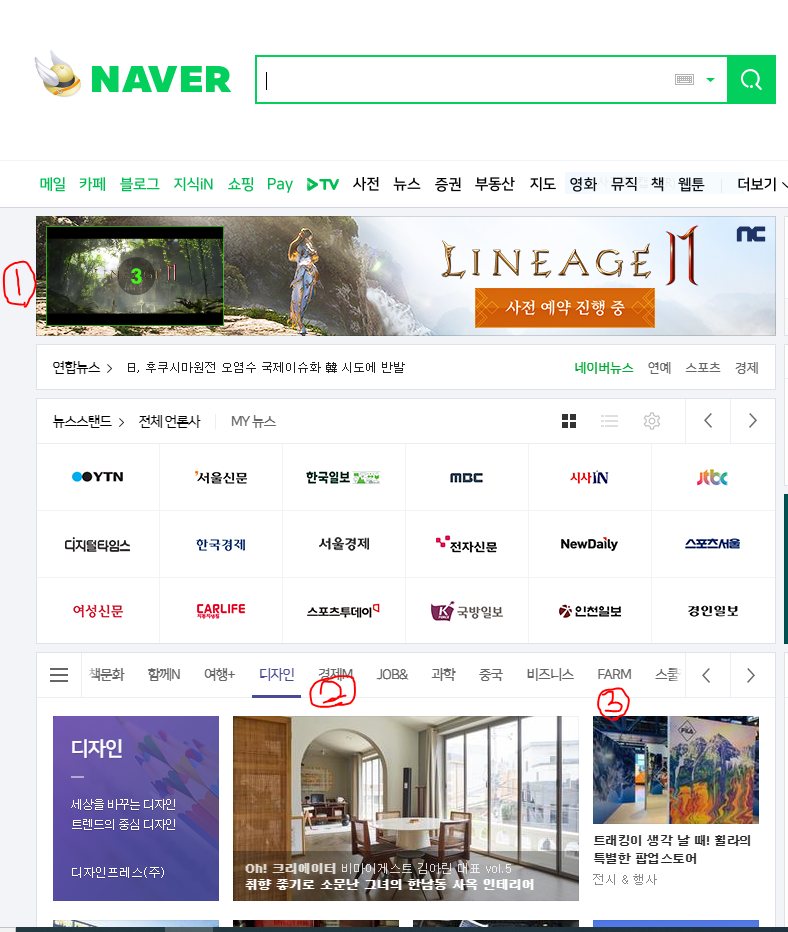 NAVER
메일 카페 블로그 지식iN 쇼핑 Pay TV 사전 뉴스 증권 부동산 지도 영화 뮤직 책 웹툰 더보기
1
3
LINEAGE II
nc
사전 예약 진행 중
연합뉴스 > 日, 후쿠시마원전 오염수 국제이슈화 韓 시도에 반발 네이버뉴스 연예 스포츠 경제
뉴스스탠드 > 전체 언론사 MY 뉴스
YTN 서울신문 한국일보 MBC 시사IN jtbc
디지털타임스 한국경제 서울경제 전자신문 NewDaily 스포츠서울
여성신문 CARLIFE 스포츠투데이 국방일보 인천일보 경인일보
책문화 함께N 여행+ 디자인 경제M JOB& 과학 중국 비즈니스 FARM 스쿨
2
3
디자인
세상을 바꾸는 디자인
트렌드의 중심 디자인
디자인프레스(주)
Oh! 크리에이터 비마이게스트 김아린 대표 vol.5
취향 좋기로 소문난 그녀의 한남동 사옥 인테리어
FILA
트래킹이 생각 날 때! 휠라의
특별한 팝업스토어
전시 & 행사